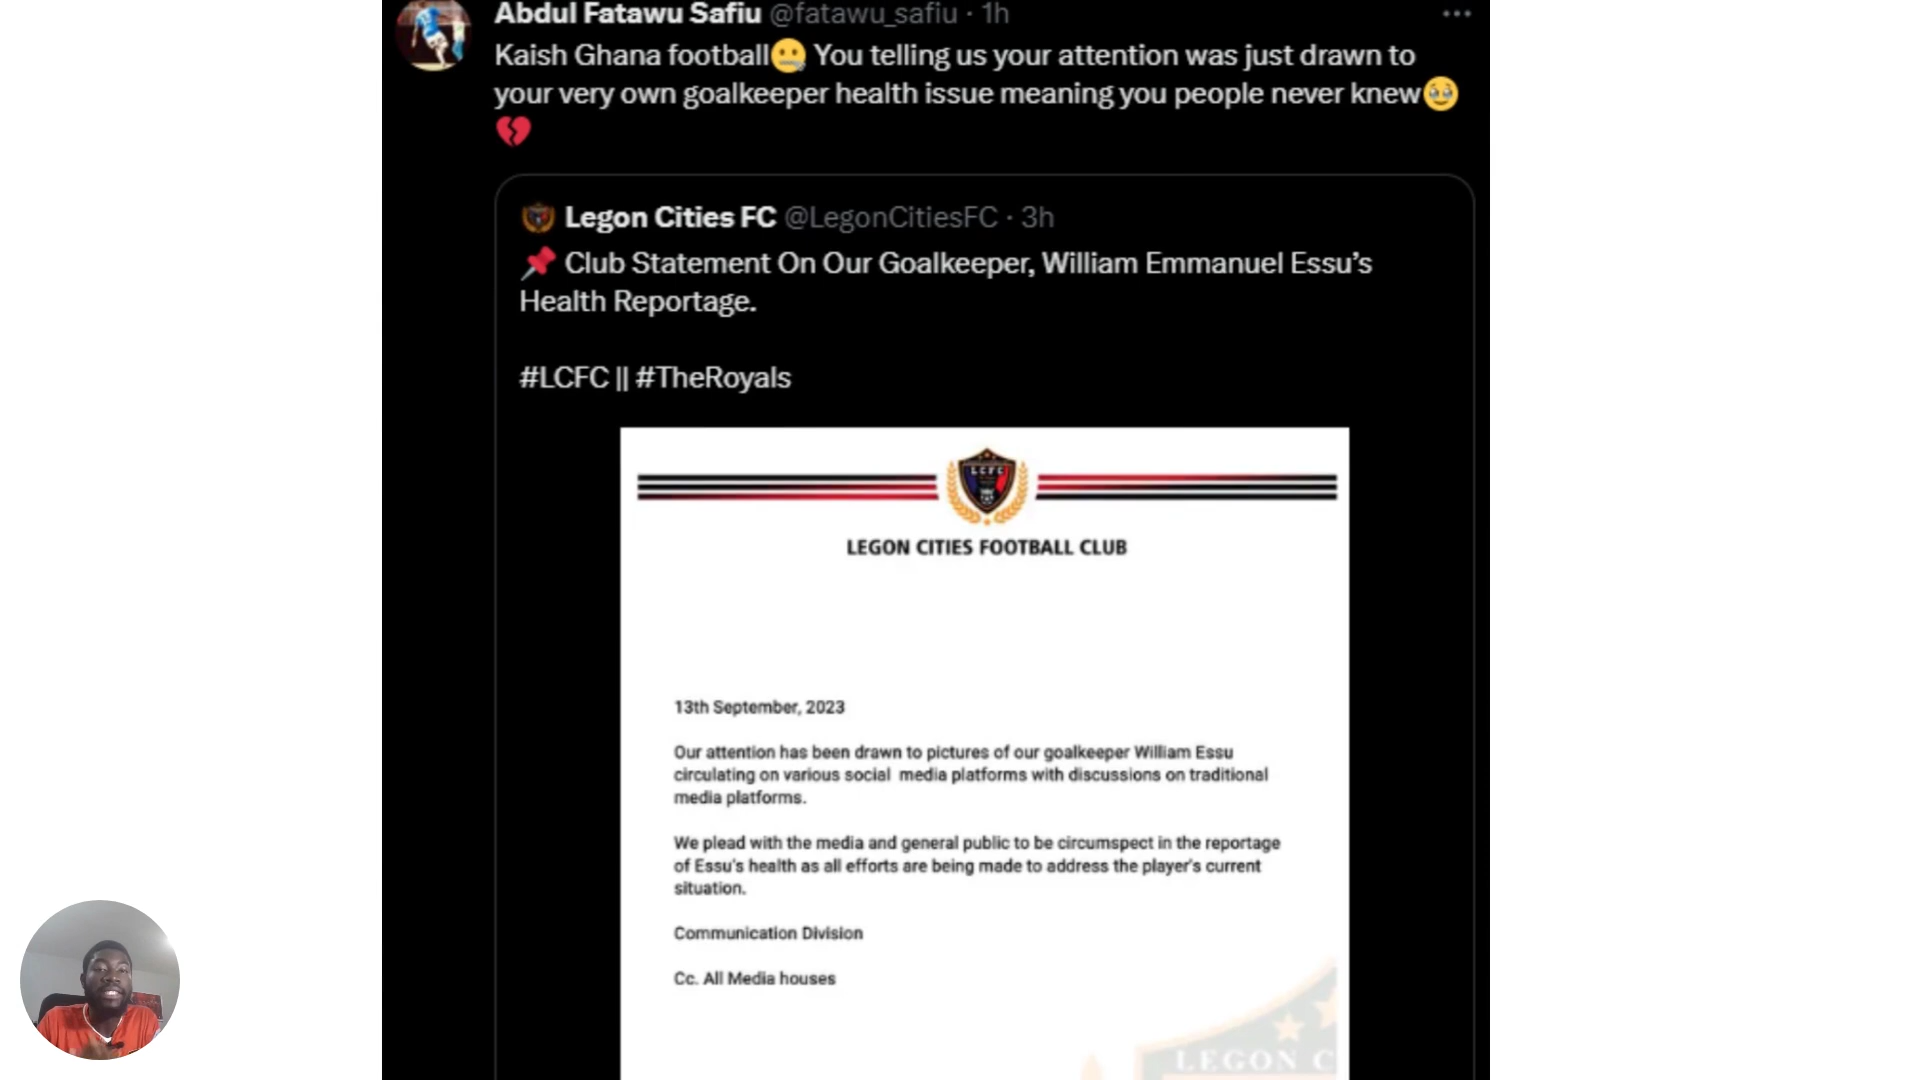 Abdul Fatawu Safiu @fatawu_safiu · 1h
Kaish Ghana football🤐 You telling us your attention was just drawn to
your very own goalkeeper health issue meaning you people never knew🥹
💔
Legon Cities FC @LegonCitiesFC · 3h
📌 Club Statement On Our Goalkeeper, William Emmanuel Essu's
Health Reportage.
#LCFC || #TheRoyals
LCFC
LEGON CITIES FOOTBALL CLUB
13th September, 2023
Our attention has been drawn to pictures of our goalkeeper William Essu
circulating on various social media platforms with discussions on traditional
media platforms.
We plead with the media and general public to be circumspect in the reportage
of Essu's health as all efforts are being made to address the player's current
situation.
Communication Division
Cc. All Media houses
LEGON C